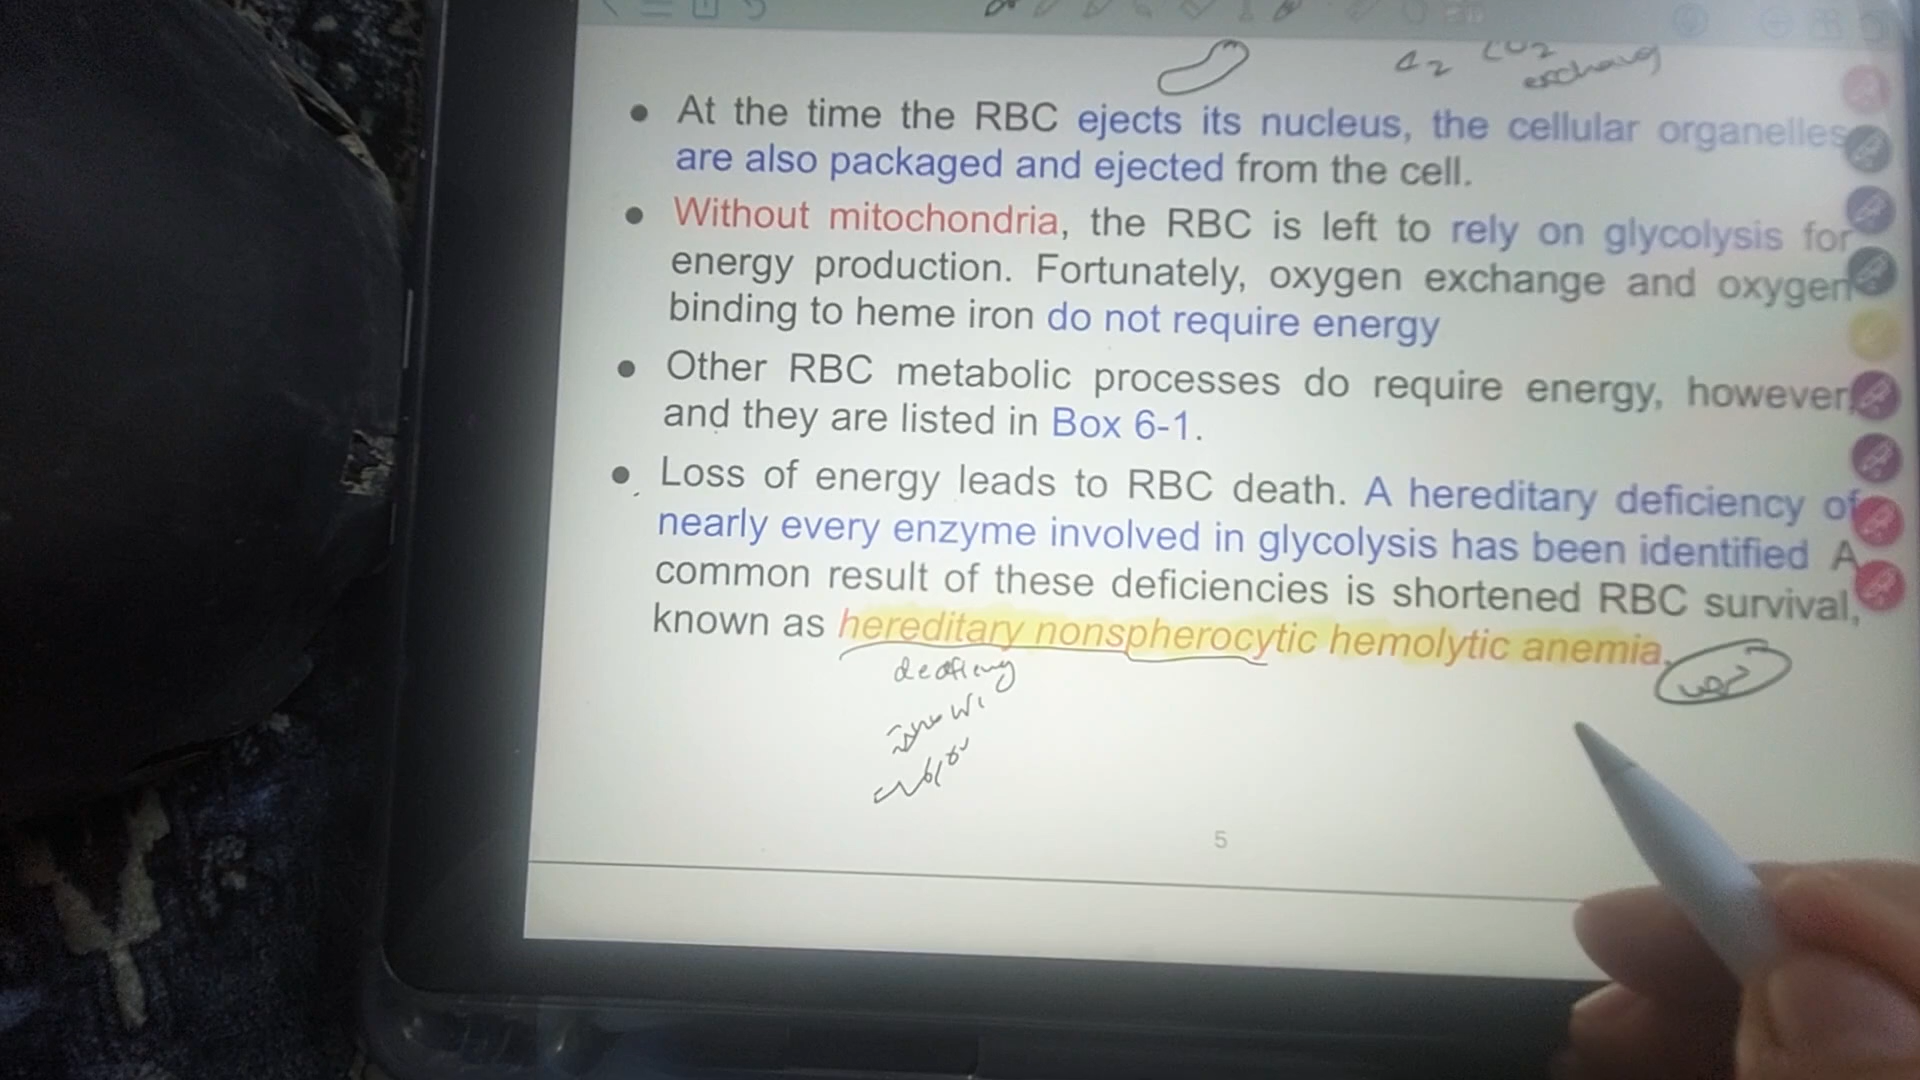 CO2
exchang
• At the time the RBC ejects its nucleus, the cellular organelles
are also packaged and ejected from the cell.
• Without mitochondria, the RBC is left to rely on glycolysis for
energy production. Fortunately, oxygen exchange and oxygen
binding to heme iron do not require energy
• Other RBC metabolic processes do require energy, however,
and they are listed in Box 6-1.
• Loss of energy leads to RBC death. A hereditary deficiency of
nearly every enzyme involved in glycolysis has been identified A
common result of these deficiencies is shortened RBC survival,
known as hereditary nonspherocytic hemolytic anemia.
5